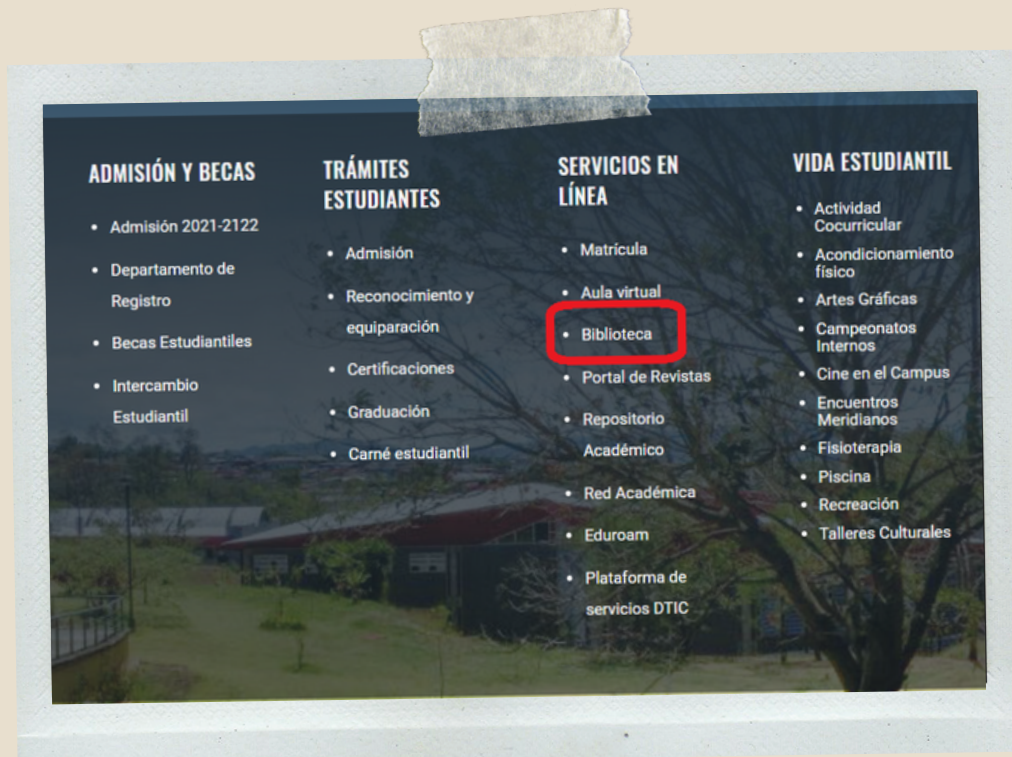 ADMISIÓN Y BECAS
Admisión 2021-2122
Departamento de
Registro
Becas Estudiantiles
Intercambio
Estudiantil
TRÁMITES
ESTUDIANTES
Admisión
Reconocimiento y
equiparación
Certificaciones
Graduación
Carné estudiantil
SERVICIOS EN
LÍNEA
Matrícula
Aula virtual
Biblioteca
Portal de Revistas
Repositorio
Académico
Red Académica
Eduroam
Plataforma de
servicios DTIC
VIDA ESTUDIANTIL
Actividad
Cocurricular
Acondicionamiento
físico
Artes Gráficas
Campeonatos
Internos
Cine en el Campus
Encuentros
Meridianos
Fisioterapia
Piscina
Recreación
Talleres Culturales